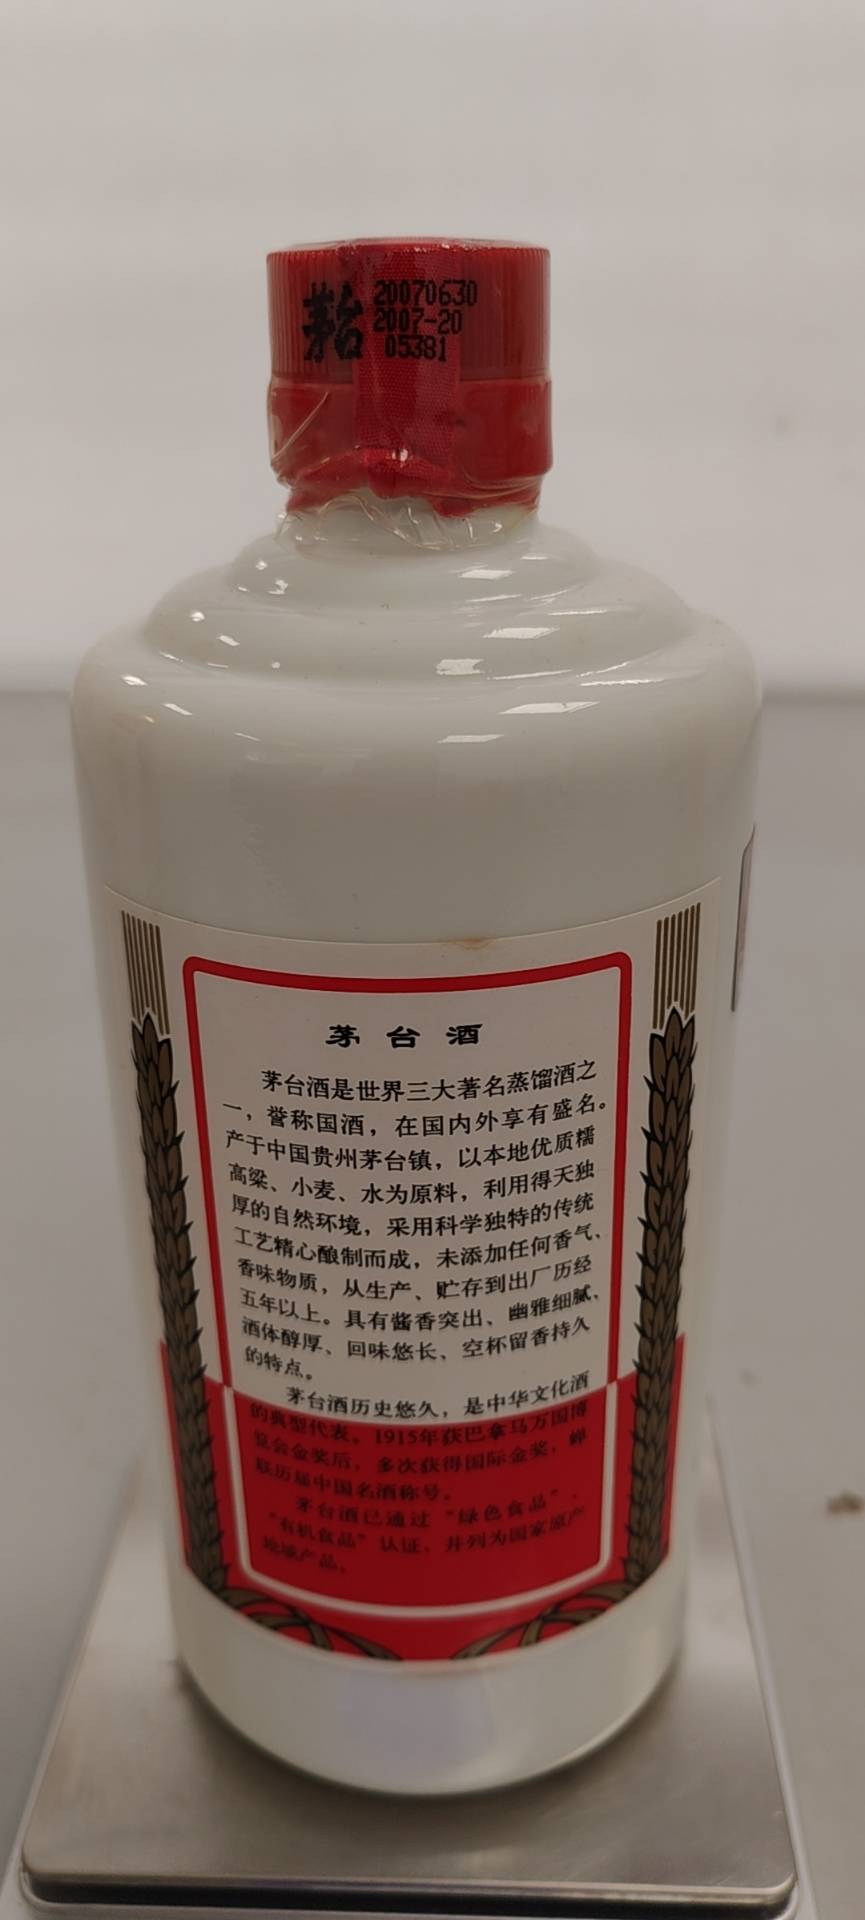 茅台
20070630
2007-20
05381
茅台酒
茅台酒是世界三大著名蒸馏酒之
一，誉称国酒，在国内外享有盛名。
产于中国贵州茅台镇，以本地优质糯
高粱、小麦、水为原料，利用得天独
厚的自然环境，采用科学独特的传统
工艺精心酿制而成，未添加任何香气、
香味物质，从生产、贮存到出厂历经
五年以上。具有酱香突出、幽雅细腻、
酒体醇厚、回味悠长、空杯留香持久
的特点。
茅台酒历史悠久，是中华文化酒
的典型代表。1915年获巴拿马万国博
览会金奖后，多次获得国际金奖，蝉
联历届中国名酒称号。
茅台酒已通过“绿色食品”、
“有机食品”认证，并列为国家原产
地域产品。